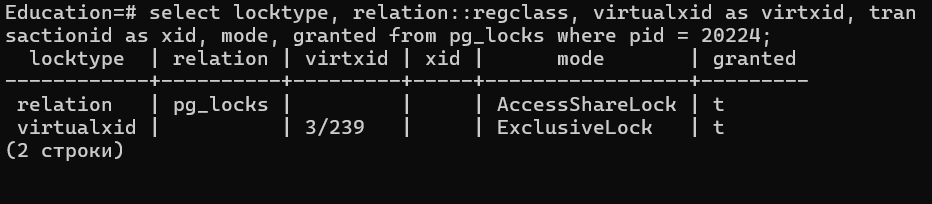 Education=# select locktype, relation::regclass, virtualxid as virtxid, tran
sactionid as xid, mode, granted from pg_locks where pid = 20224;
  locktype  | relation | virtxid | xid |      mode       | granted
------------+----------+---------+-----+-----------------+---------
 relation   | pg_locks |         |     | AccessShareLock | t
 virtualxid |          | 3/239   |     | ExclusiveLock   | t
(2 строки)